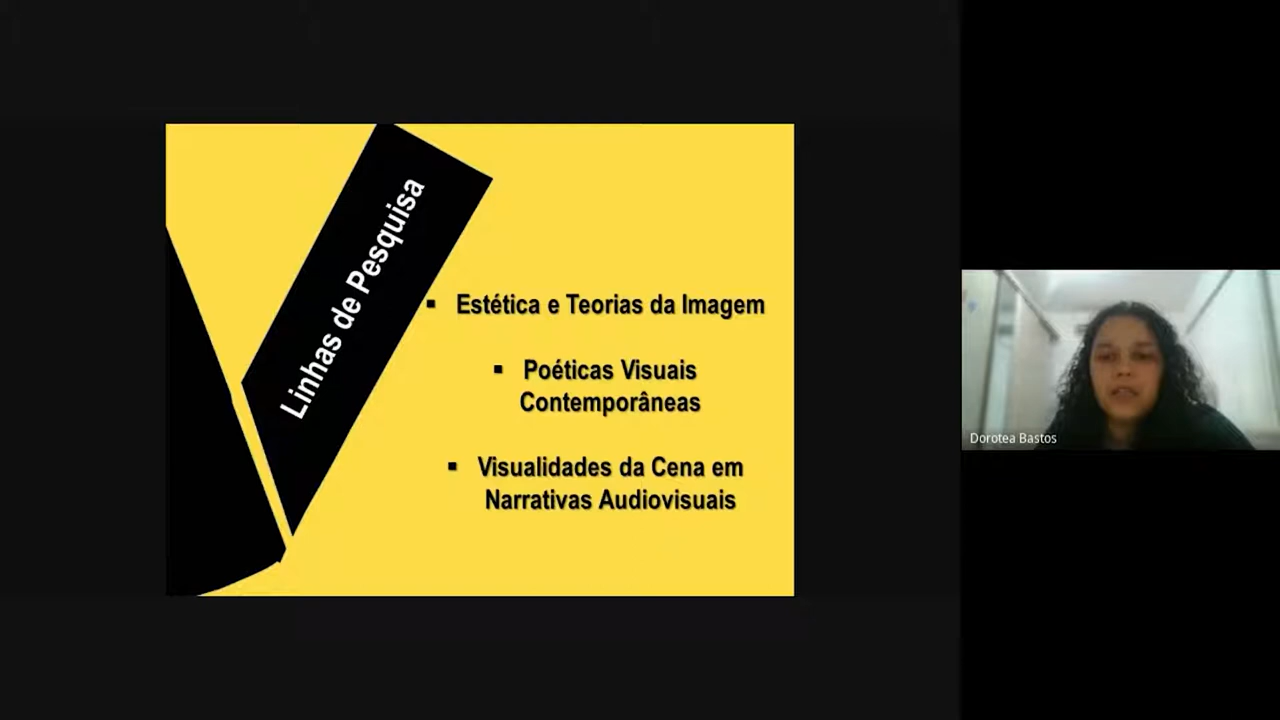 Linhas de Pesquisa
▪ Estética e Teorias da Imagem
▪ Poéticas Visuais
Contemporâneas
▪ Visualidades da Cena em
Narrativas Audiovisuais
Dorotea Bastos